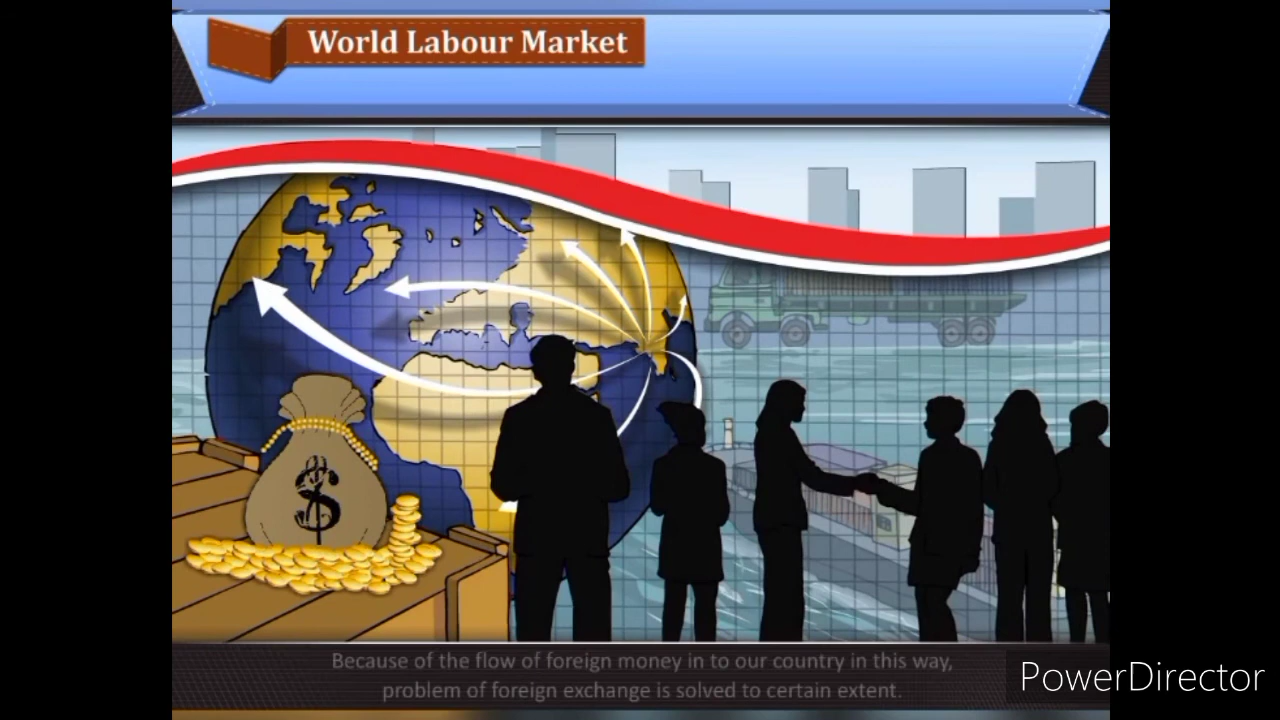 World Labour Market
$
Because of the flow of foreign money in to our country in this way,
problem of foreign exchange is solved to certain extent.
PowerDirector